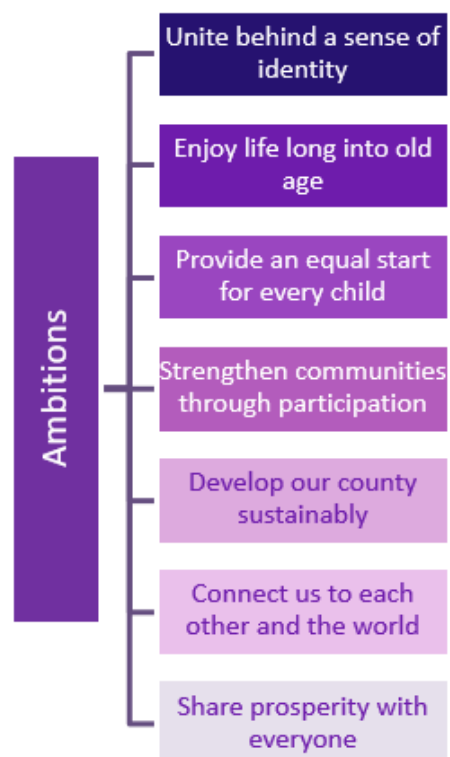 Ambitions
Unite behind a sense of
identity
Enjoy life long into old
age
Provide an equal start
for every child
Strengthen communities
through participation
Develop our county
sustainably
Connect us to each
other and the world
Share prosperity with
everyone